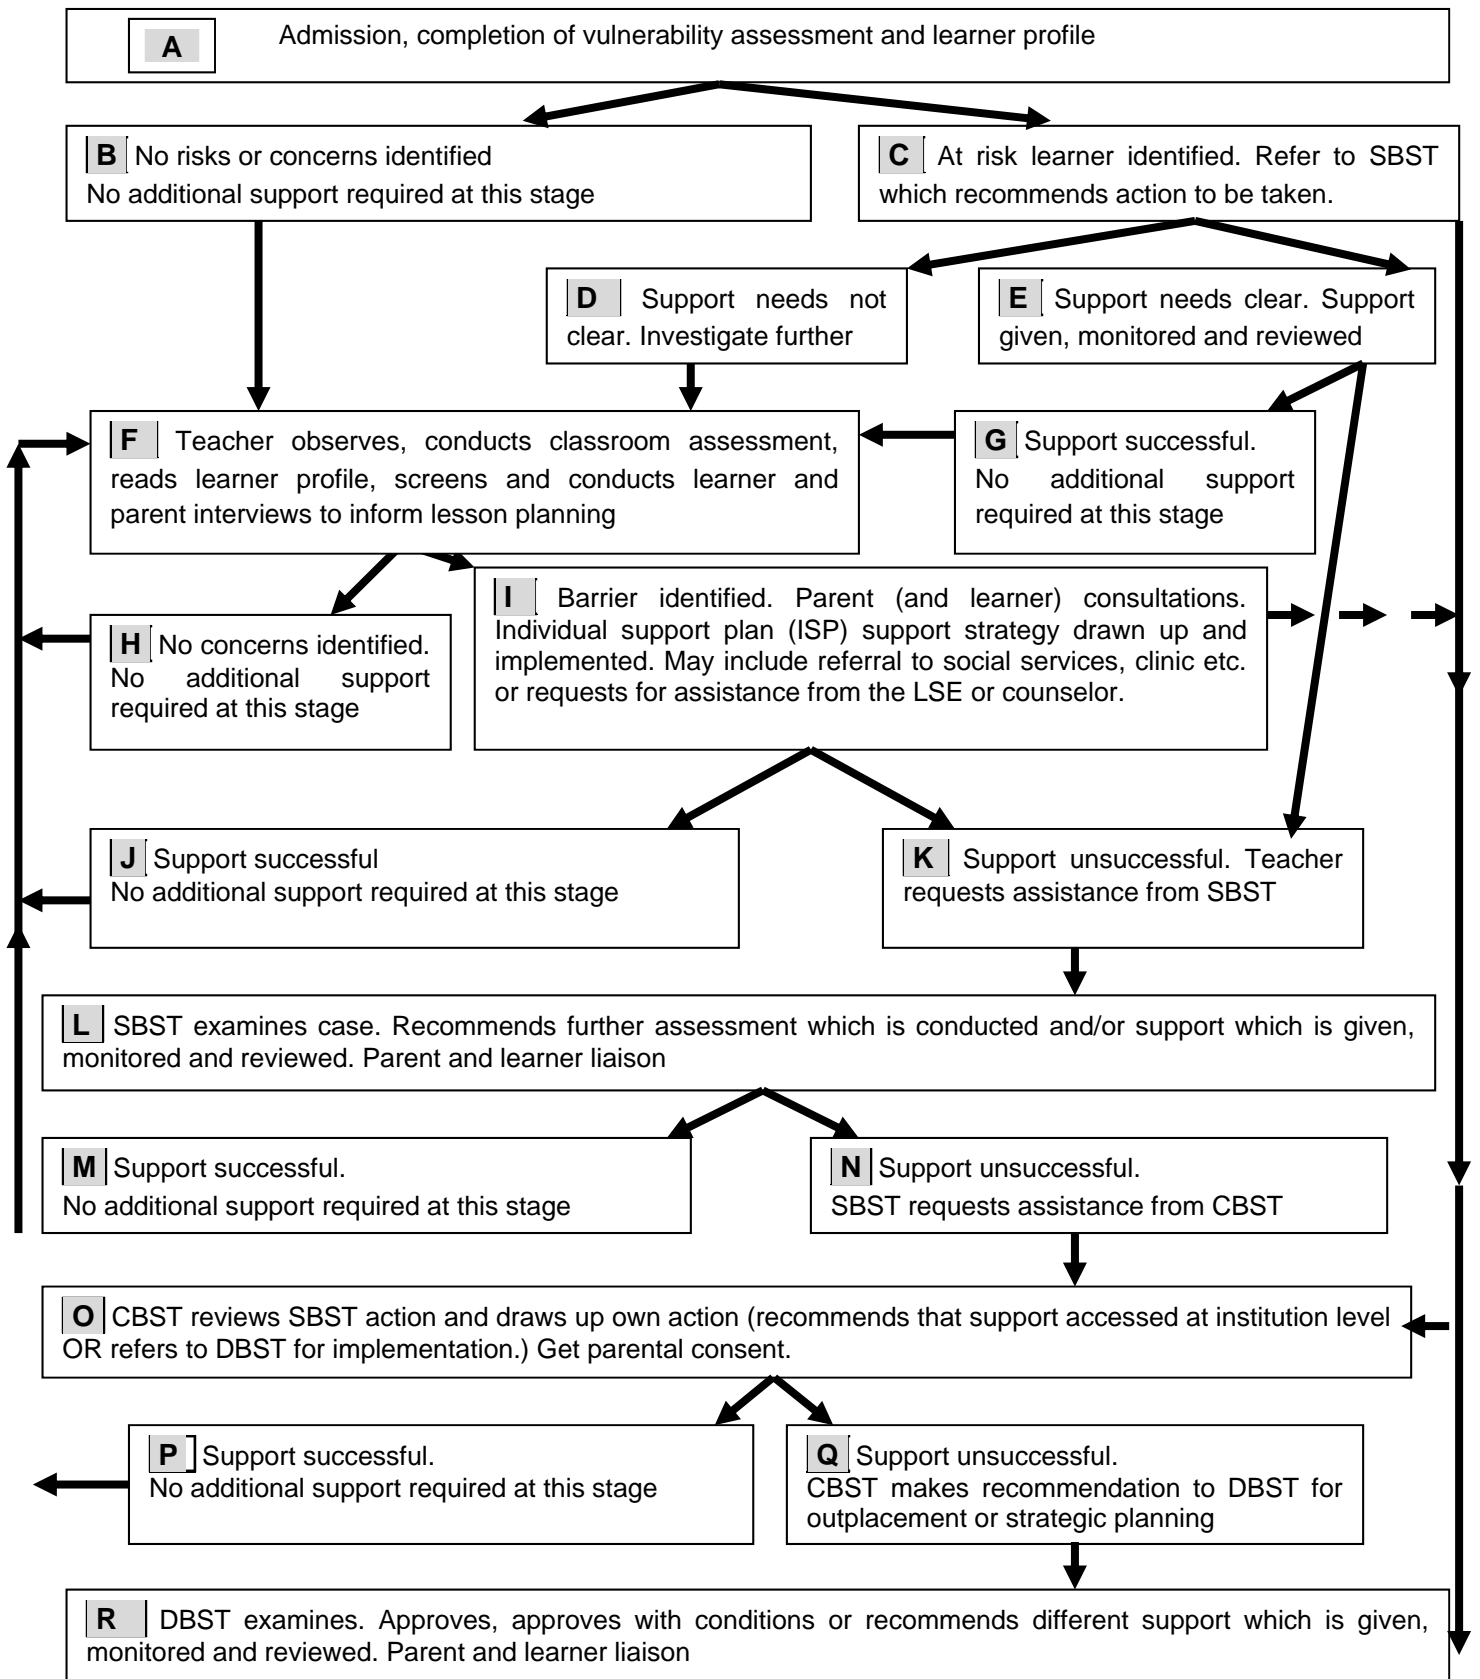 A Admission, completion of vulnerability assessment and learner profile
B No risks or concerns identified
No additional support required at this stage
C At risk learner identified. Refer to SBST
which recommends action to be taken.
D Support needs not
clear. Investigate further
E Support needs clear. Support
given, monitored and reviewed
F Teacher observes, conducts classroom assessment,
reads learner profile, screens and conducts learner and
parent interviews to inform lesson planning
G Support successful.
No additional support
required at this stage
H No concerns identified.
No additional support
required at this stage
I Barrier identified. Parent (and learner) consultations.
Individual support plan (ISP) support strategy drawn up and
implemented. May include referral to social services, clinic etc.
or requests for assistance from the LSE or counselor.
J Support successful
No additional support required at this stage
K Support unsuccessful. Teacher
requests assistance from SBST
L SBST examines case. Recommends further assessment which is conducted and/or support which is given,
monitored and reviewed. Parent and learner liaison
M Support successful.
No additional support required at this stage
N Support unsuccessful.
SBST requests assistance from CBST
O CBST reviews SBST action and draws up own action (recommends that support accessed at institution level
OR refers to DBST for implementation.) Get parental consent.
P Support successful.
No additional support required at this stage
Q Support unsuccessful.
CBST makes recommendation to DBST for
outplacement or strategic planning
R DBST examines. Approves, approves with conditions or recommends different support which is given,
monitored and reviewed. Parent and learner liaison